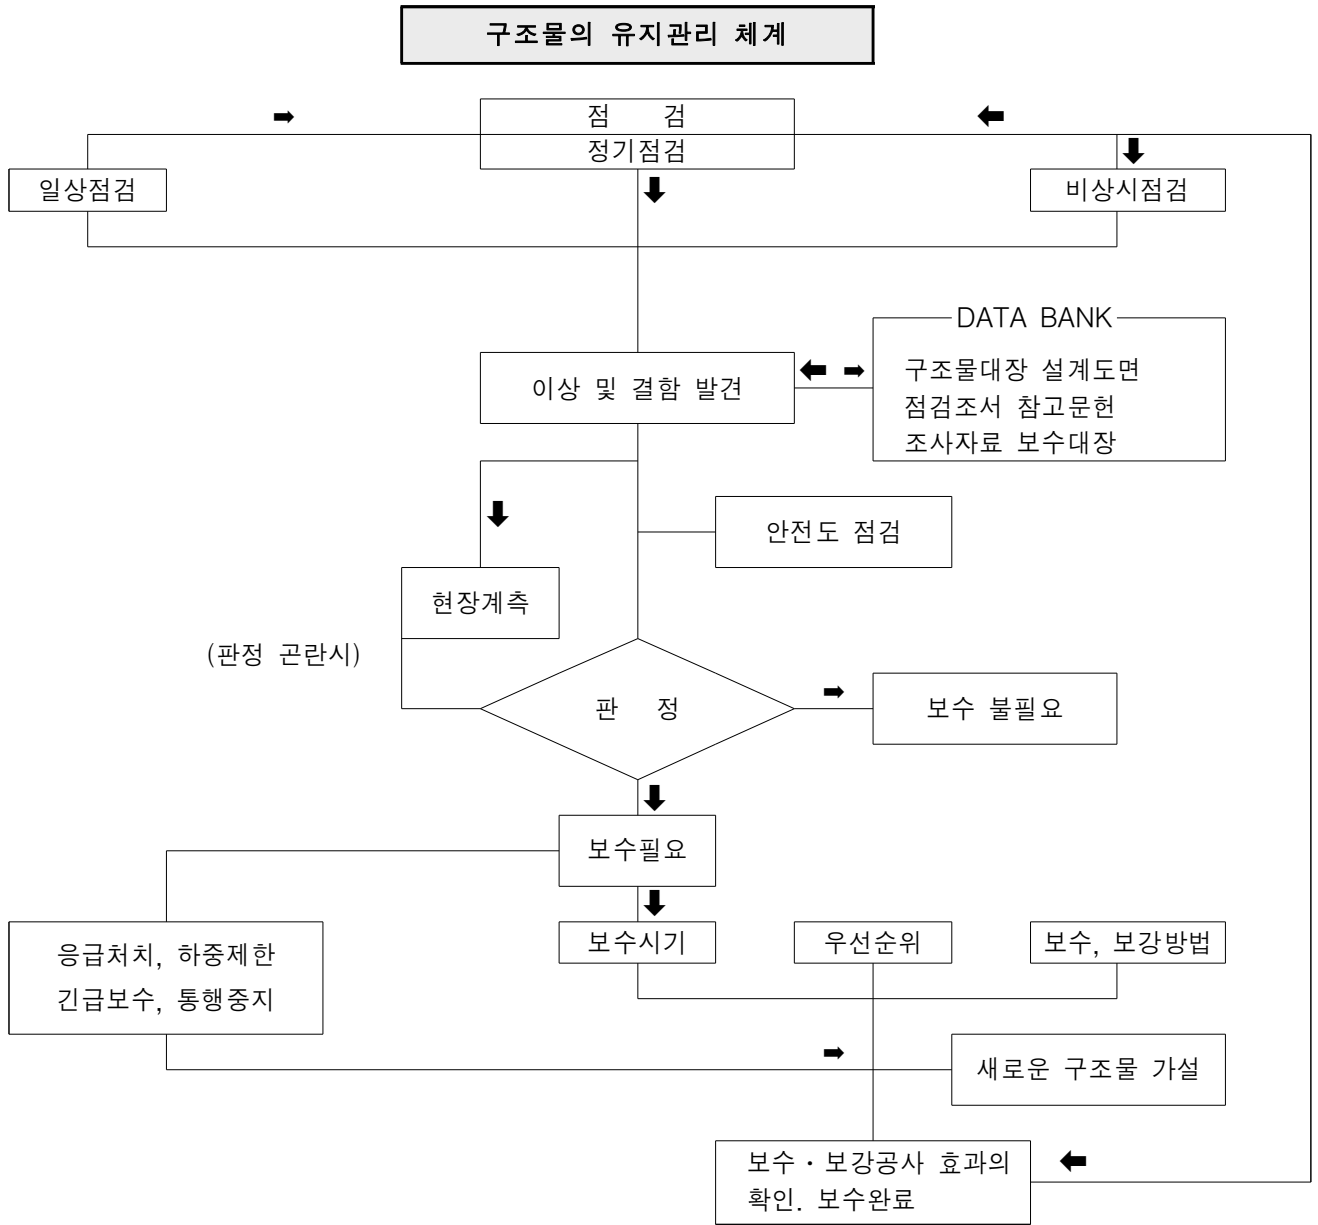 구조물의 유지관리 체계
점 검
정기점검
일상점검
비상시점검
DATA BANK
이상 및 결함 발견
구조물대장 설계도면
점검조서 참고문헌
조사자료 보수대장
안전도 점검
현장계측
(판정 곤란시)
판 정
보수 불필요
보수필요
응급처치, 하중제한
긴급보수, 통행중지
보수시기
우선순위
보수, 보강방법
새로운 구조물 가설
보수·보강공사 효과의
확인. 보수완료